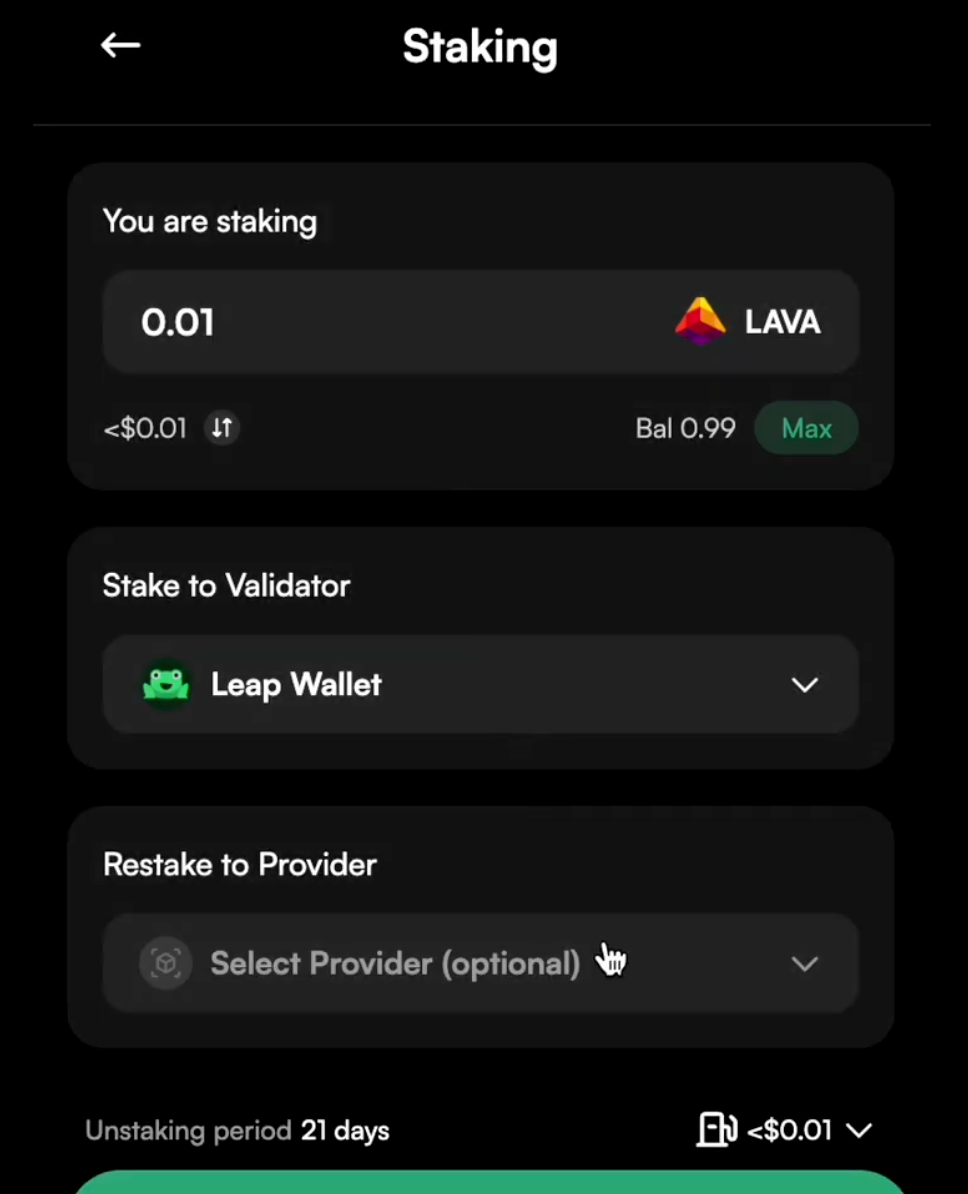 Staking
You are staking
0.01 LAVA
<$0.01 Bal 0.99 Max
Stake to Validator
Leap Wallet
Restake to Provider
Select Provider (optional)
Unstaking period 21 days <$0.01